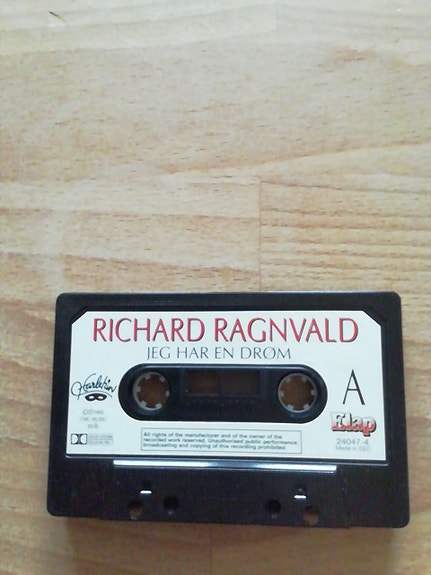 RICHARD RAGNVALD
JEG HAR EN DRØM
Harlekin
A
Elap
24047-4
Made in EEC
All rights of the manufacturer and of the owner of the
recorded work reserved. Unauthorised public performance,
broadcasting and copying of this recording prohibited.